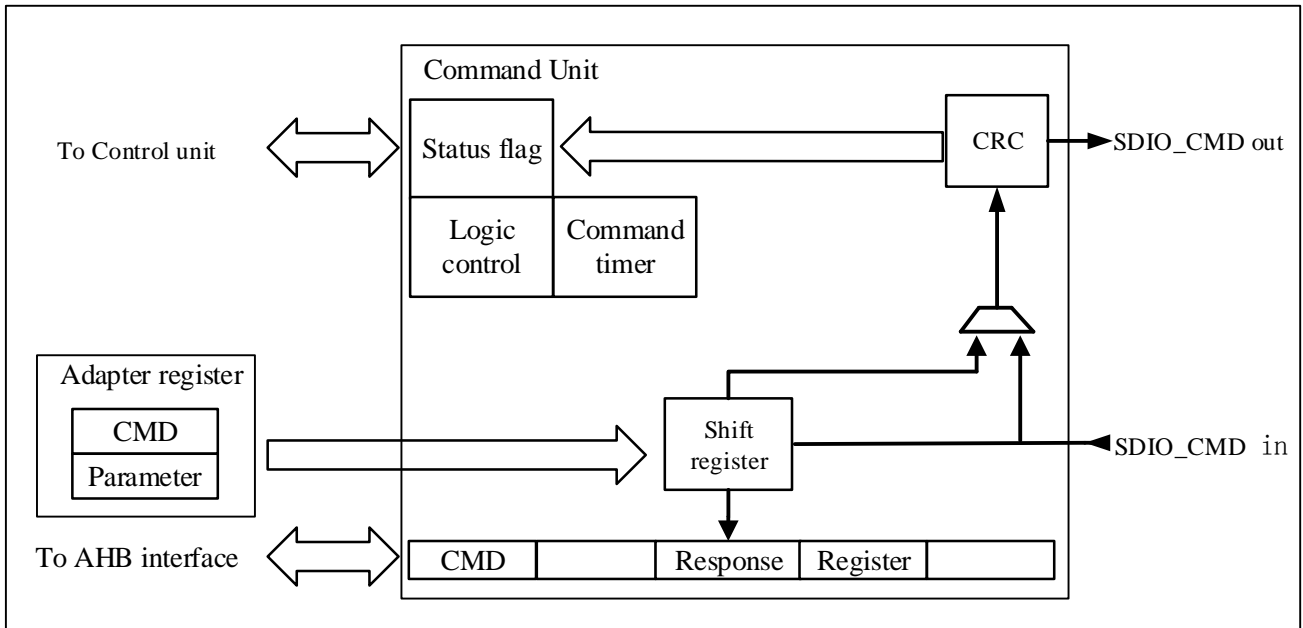 Command Unit
To Control unit
Status flag
CRC
SDIO_CMD out
Logic
control
Command
timer
Adapter register
CMD
Parameter
Shift
register
SDIO_CMD in
To AHB interface
CMD
Response
Register